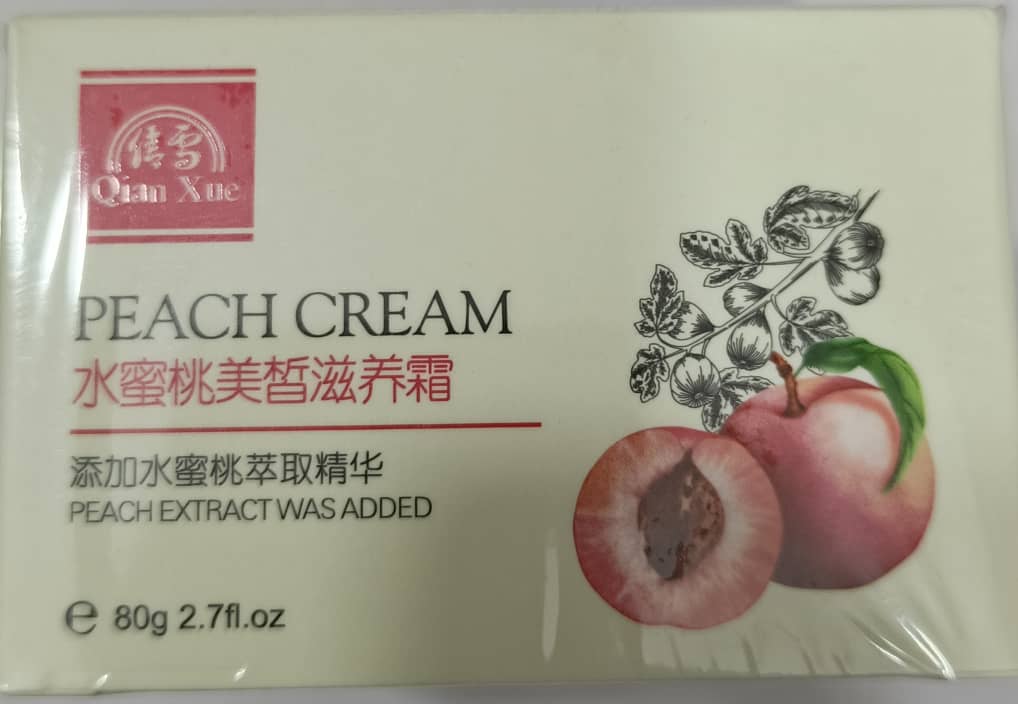 倩雪
Qian Xue
PEACH CREAM
水蜜桃美皙滋养霜
添加水蜜桃萃取精华
PEACH EXTRACT WAS ADDED
℮ 80g 2.7fl.oz